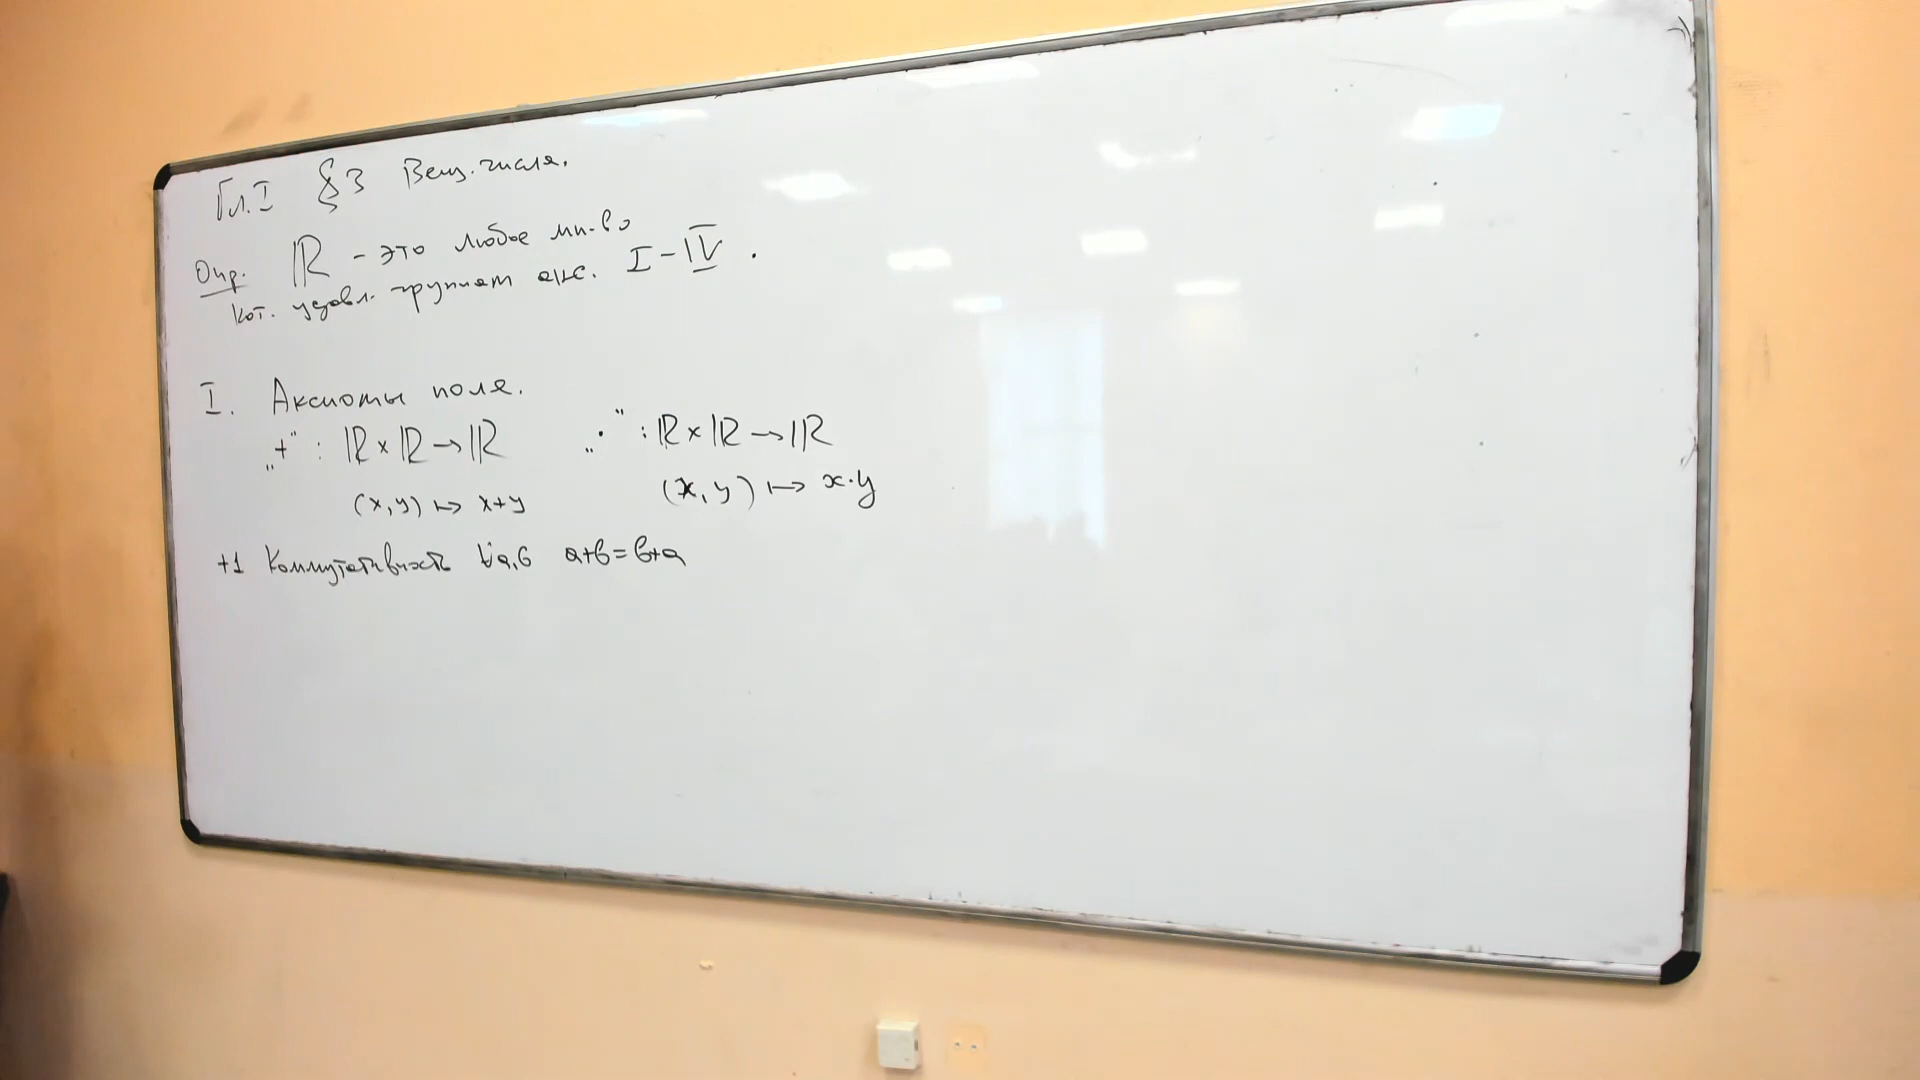 Гл.I §3 Вещ. числа.
Опр. ℝ - это любое мн-во
кот. удовл. группам акс. I-IV.
I. Аксиомы поля.
„+“ : ℝ×ℝ→ℝ „·“ : ℝ×ℝ→ℝ
(x,y)↦x+y (x,y)↦x·y
+1 Коммутативность ∀a,b a+b=b+a